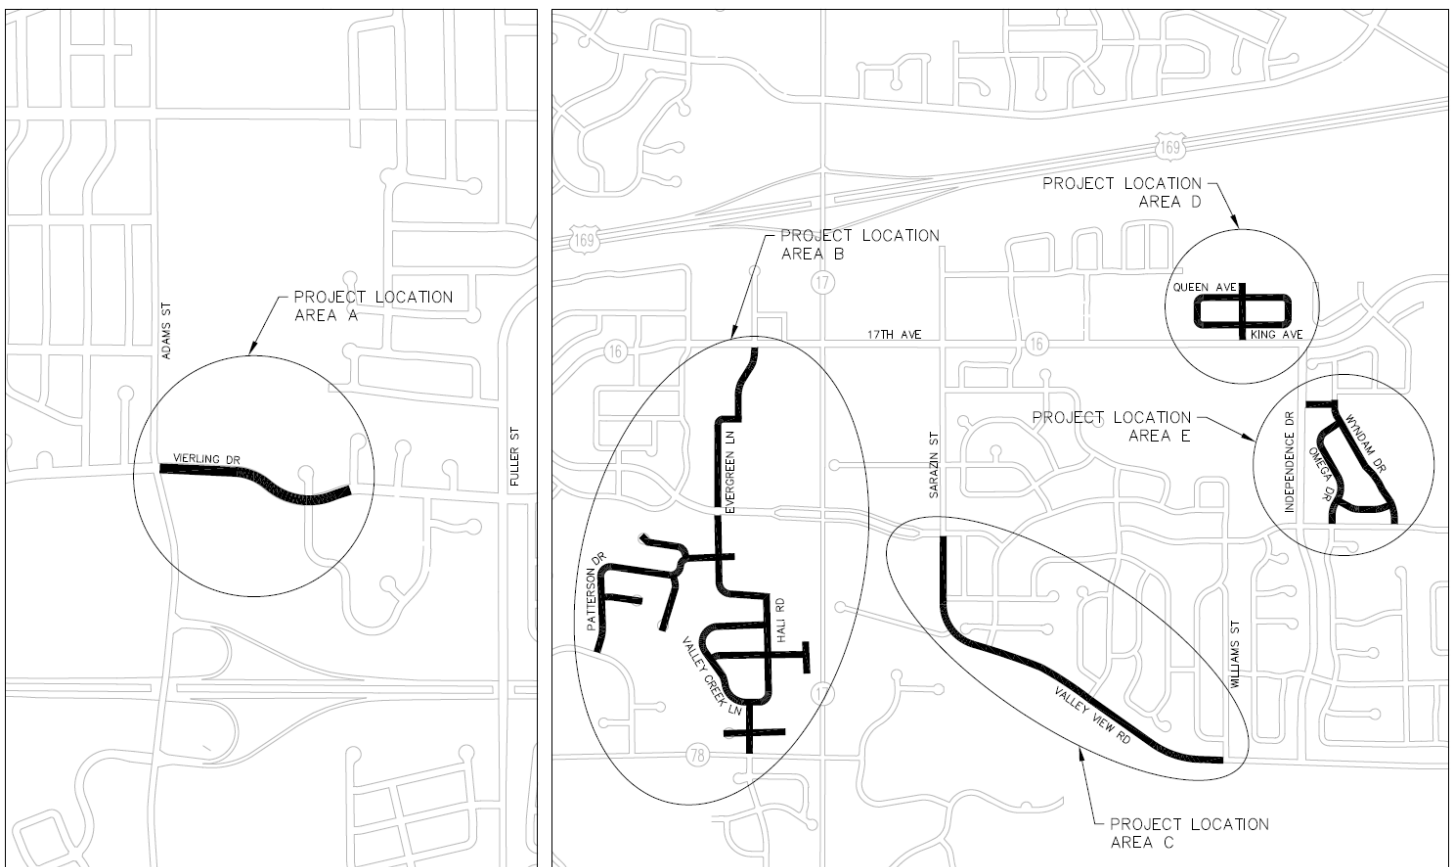 PROJECT LOCATION
AREA A
ADAMS ST
VIERLING DR
FULLER ST
169
169
PROJECT LOCATION
AREA D
PROJECT LOCATION
AREA B
17
QUEEN AVE
KING AVE
16
17TH AVE
16
PROJECT LOCATION
AREA E
EVERGREEN LN
SARAZIN ST
INDEPENDENCE DR
WYNDAM DR
OMEGA DR
PATTERSON DR
HALI RD
VALLEY CREEK LN
17
78
VALLEY VIEW RD
WILLIAMS ST
PROJECT LOCATION
AREA C